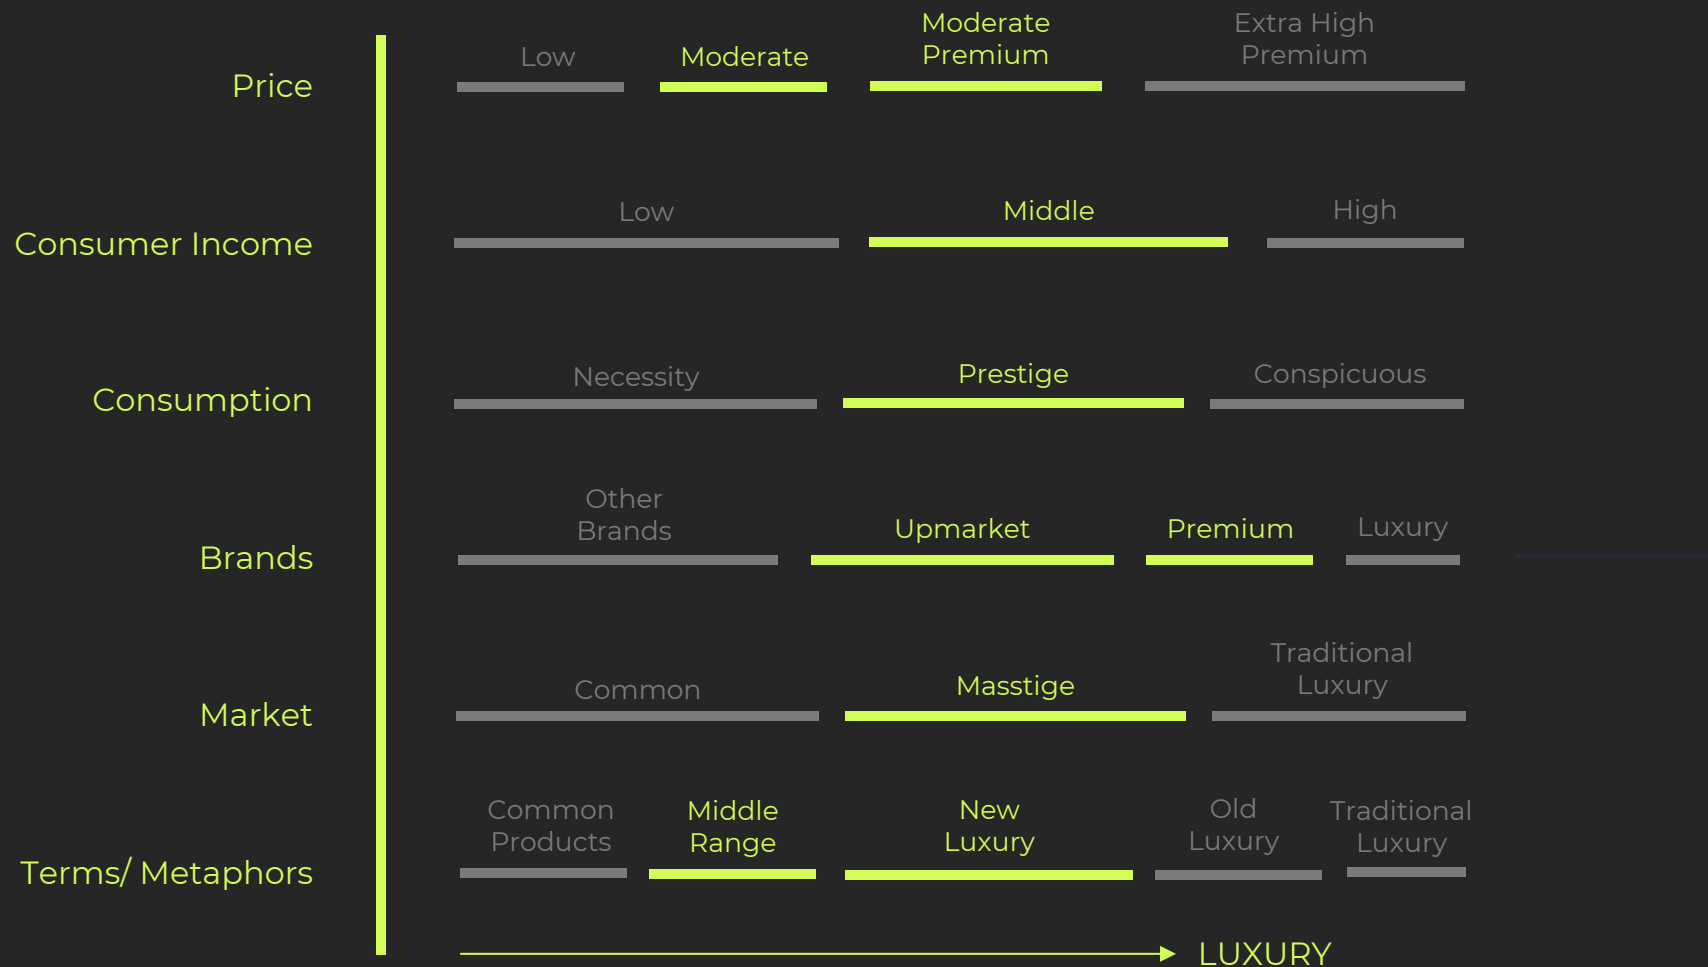 Price
Low
Moderate
Moderate
Premium
Extra High
Premium
Consumer Income
Low
Middle
High
Consumption
Necessity
Prestige
Conspicuous
Brands
Other
Brands
Upmarket
Premium
Luxury
Market
Common
Masstige
Traditional
Luxury
Terms/ Metaphors
Common
Products
Middle
Range
New
Luxury
Old
Luxury
Traditional
Luxury
LUXURY